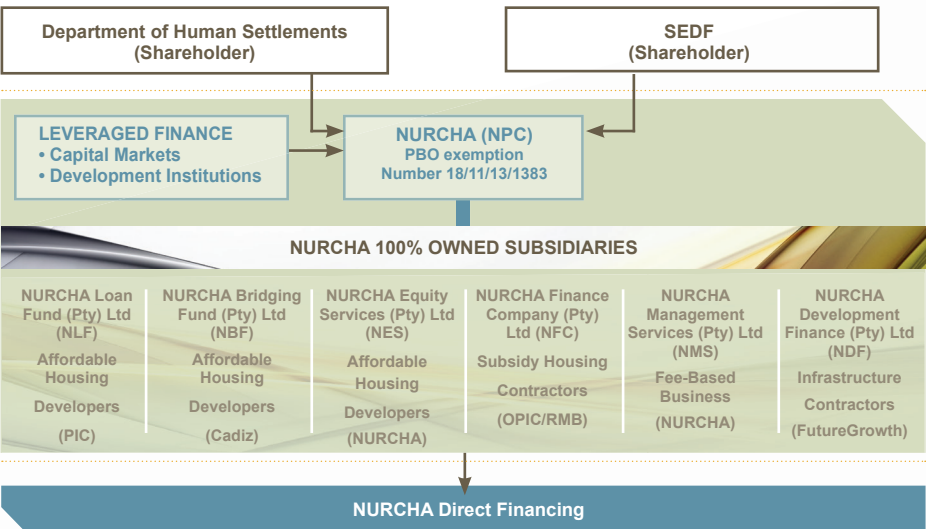 Department of Human Settlements
(Shareholder)
SEDF
(Shareholder)
LEVERAGED FINANCE
• Capital Markets
• Development Institutions
NURCHA (NPC)
PBO exemption
Number 18/11/13/1383
NURCHA 100% OWNED SUBSIDIARIES
NURCHA Loan
Fund (Pty) Ltd
(NLF)
Affordable
Housing
Developers
(PIC)
NURCHA Bridging
Fund (Pty) Ltd
(NBF)
Affordable
Housing
Developers
(Cadiz)
NURCHA Equity
Services (Pty) Ltd
(NES)
Affordable
Housing
Developers
(NURCHA)
NURCHA Finance
Company (Pty)
Ltd (NFC)
Subsidy Housing
Contractors
(OPIC/RMB)
NURCHA
Management
Services (Pty) Ltd
(NMS)
Fee-Based
Business
(NURCHA)
NURCHA
Development
Finance (Pty) Ltd
(NDF)
Infrastructure
Contractors
(FutureGrowth)
NURCHA Direct Financing